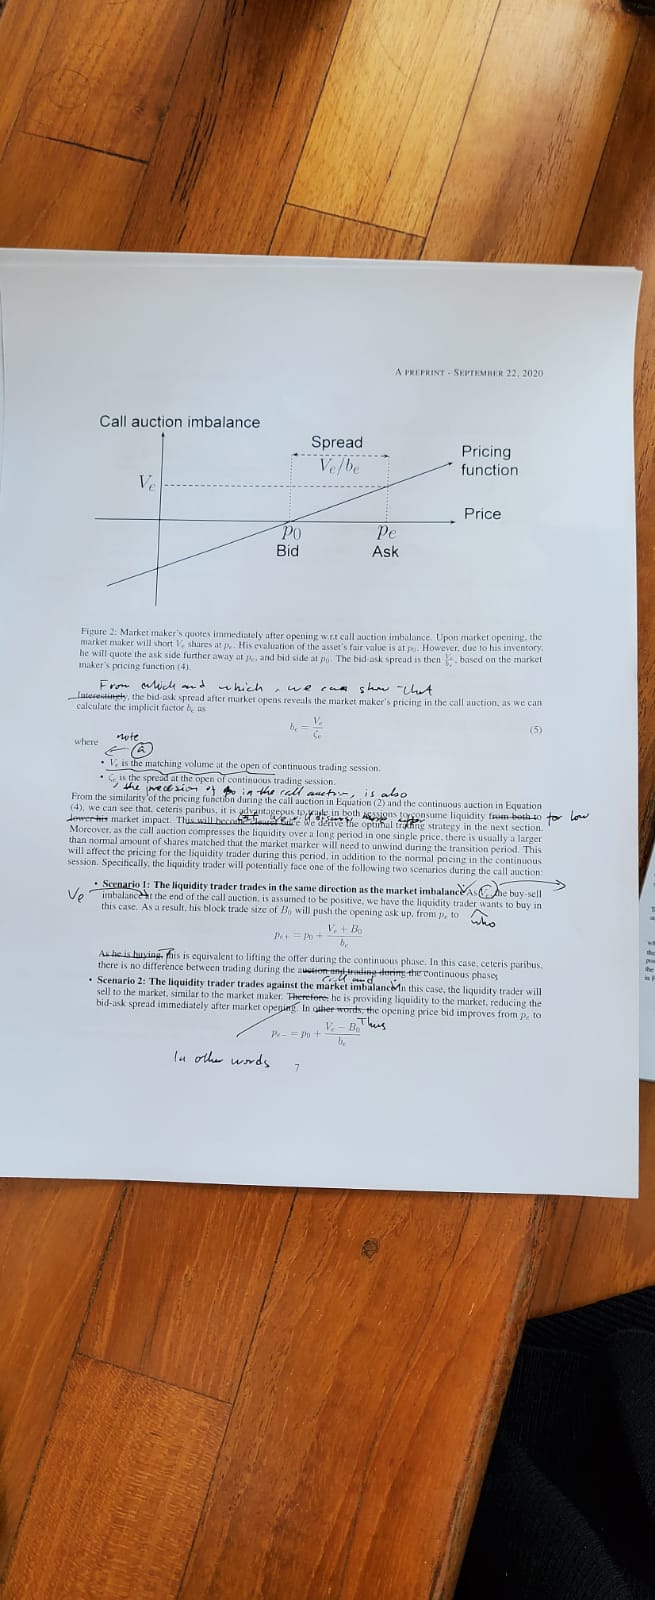 A PREPRINT - SEPTEMBER 22, 2020
Call auction imbalance
Spread
V_e/b_e
Pricing
function
V_e
Price
p_0
p_e
Bid
Ask
Figure 2: Market maker's quotes immediately after opening w.r.t call auction imbalance. Upon market opening, the
market maker will short V_e shares at p_e. His evaluation of the asset's fair value is at p_0. However, due to his inventory,
he will quote the ask side further away at p_e, and bid side at p_0. The bid-ask spread is then V_e/b_e, based on the market
maker's pricing function (4).
From which and which, we can show that
Interestingly, the bid-ask spread after market opens reveals the market maker's pricing in the call auction, as we can
calculate the implicit factor b_e as
b_e = V_e/ζ_e (5)
note
where
• V_e is the matching volume at the open of continuous trading session.
• ζ_e is the spread at the open of continuous trading session.
in the call auction, is also
From the similarity of the pricing function during the call auction in Equation (2) and the continuous auction in Equation
(4), we can see that, ceteris paribus, it is advantageous to trade in both sessions to consume liquidity from both to for low
lower his market impact. This will become clearer once we derive the optimal trading strategy in the next section.
Moreover, as the call auction compresses the liquidity over a long period in one single price, there is usually a larger
than normal amount of shares matched that the market marker will need to unwind during the transition period. This
will affect the pricing for the liquidity trader during this period, in addition to the normal pricing in the continuous
session. Specifically, the liquidity trader will potentially face one of the following two scenarios during the call auction:
• Scenario 1: The liquidity trader trades in the same direction as the market imbalance As V_e, the buy-sell
V_e
imbalance at the end of the call auction, is assumed to be positive, we have the liquidity trader wants to buy in
this case. As a result, his block trade size of B_0 will push the opening ask up, from p_e to
who
p_e+ = p_0 + (V_e + B_0)/b_e
As he is buying, This is equivalent to lifting the offer during the continuous phase. In this case, ceteris paribus,
there is no difference between trading during the auction and trading during the continuous phase;
call and
• Scenario 2: The liquidity trader trades against the market imbalance In this case, the liquidity trader will
sell to the market, similar to the market maker. Therefore, he is providing liquidity to the market, reducing the
bid-ask spread immediately after market opening. In other words, the opening price bid improves from p_e to
Thus
p_e− = p_0 + (V_e − B_0)/b_e
In other words
7